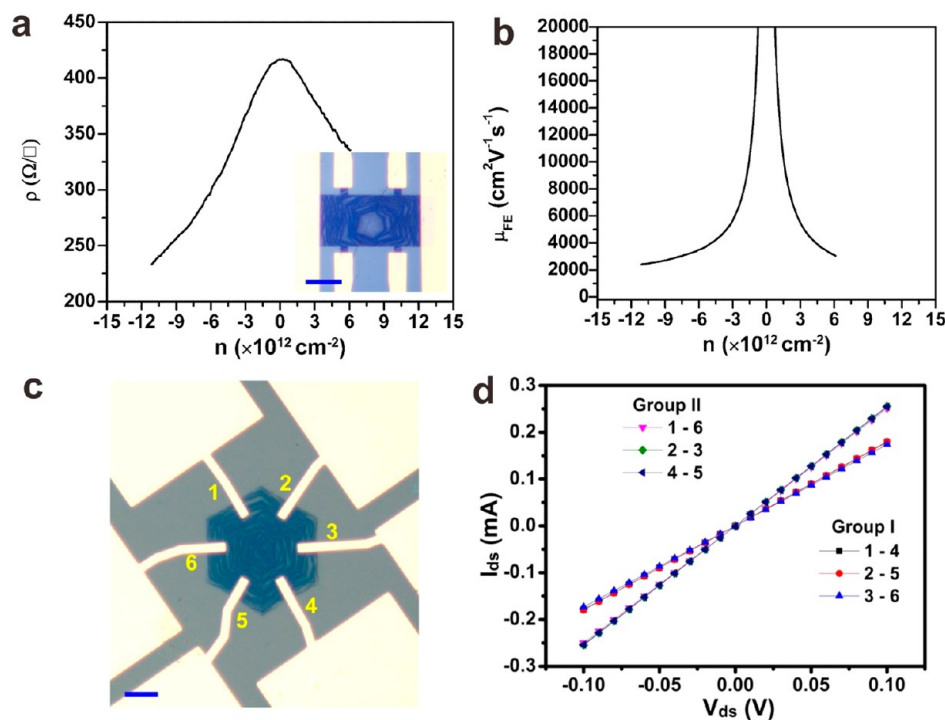 a
450
400
350
300
250
200
ρ (Ω/□)
-15 -12 -9 -6 -3 0 3 6 9 12 15
n (×10¹² cm⁻²)
b
20000
18000
16000
14000
12000
10000
8000
6000
4000
2000
0
μFE (cm²V⁻¹s⁻¹)
-15 -12 -9 -6 -3 0 3 6 9 12 15
n (×10¹² cm⁻²)
c
1
2
3
4
5
6
d
0.3
0.2
0.1
0.0
-0.1
-0.2
-0.3
Ids (mA)
Group II
1 - 6
2 - 3
4 - 5
Group I
1 - 4
2 - 5
3 - 6
-0.10 -0.05 0.00 0.05 0.10
Vds (V)